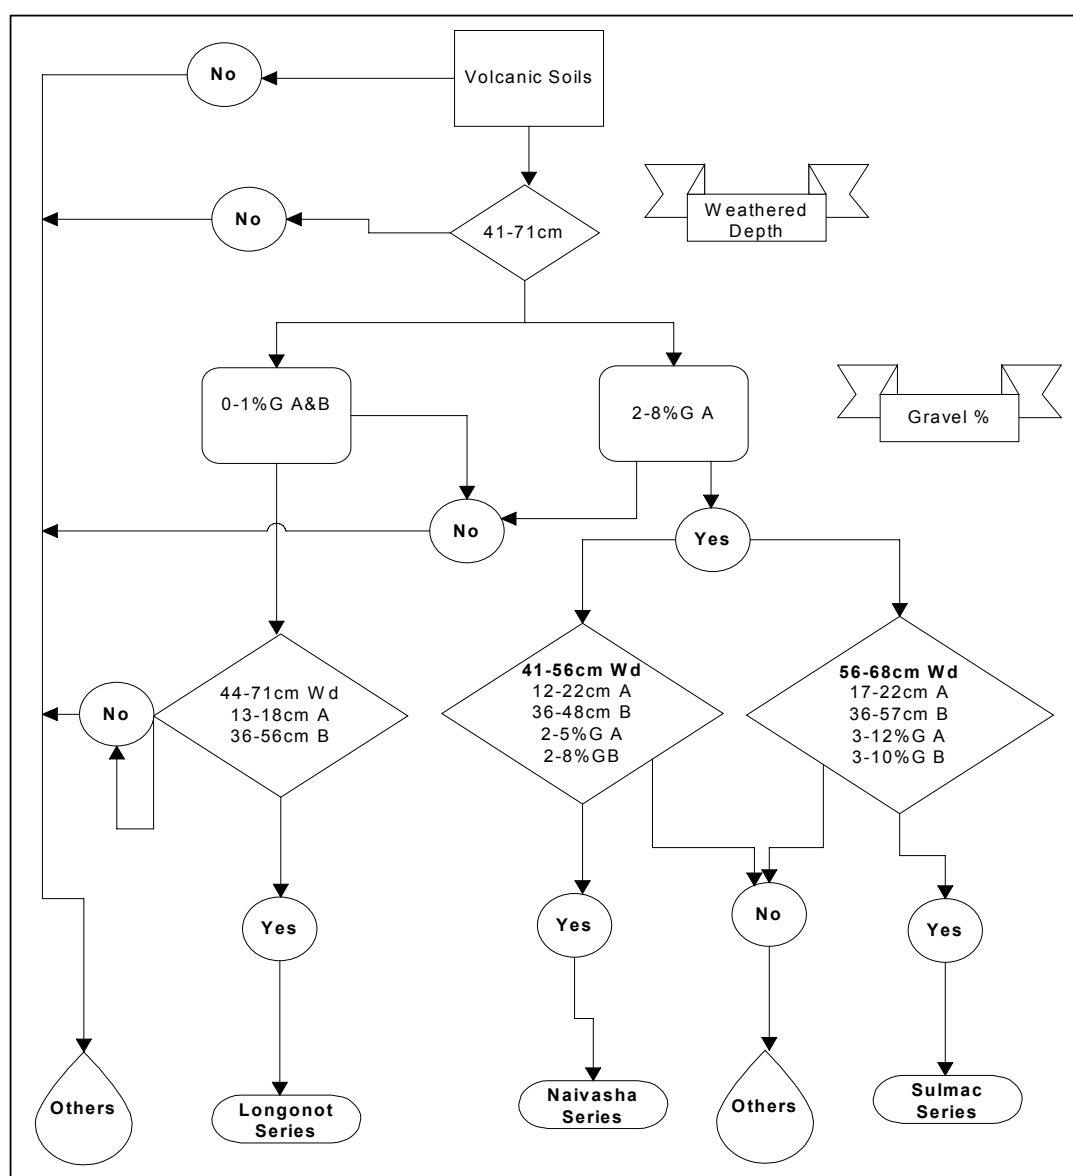 No
Volcanic Soils
No
41-71cm
Weathered
Depth
0-1%G A&B
2-8%G A
Gravel %
No
Yes
No
44-71cm Wd
13-18cm A
36-56cm B
41-56cm Wd
12-22cm A
36-48cm B
2-5%G A
2-8%GB
56-68cm Wd
17-22cm A
36-57cm B
3-12%G A
3-10%G B
Yes
Yes
No
Yes
Others
Longonot
Series
Naivasha
Series
Others
Sulmac
Series